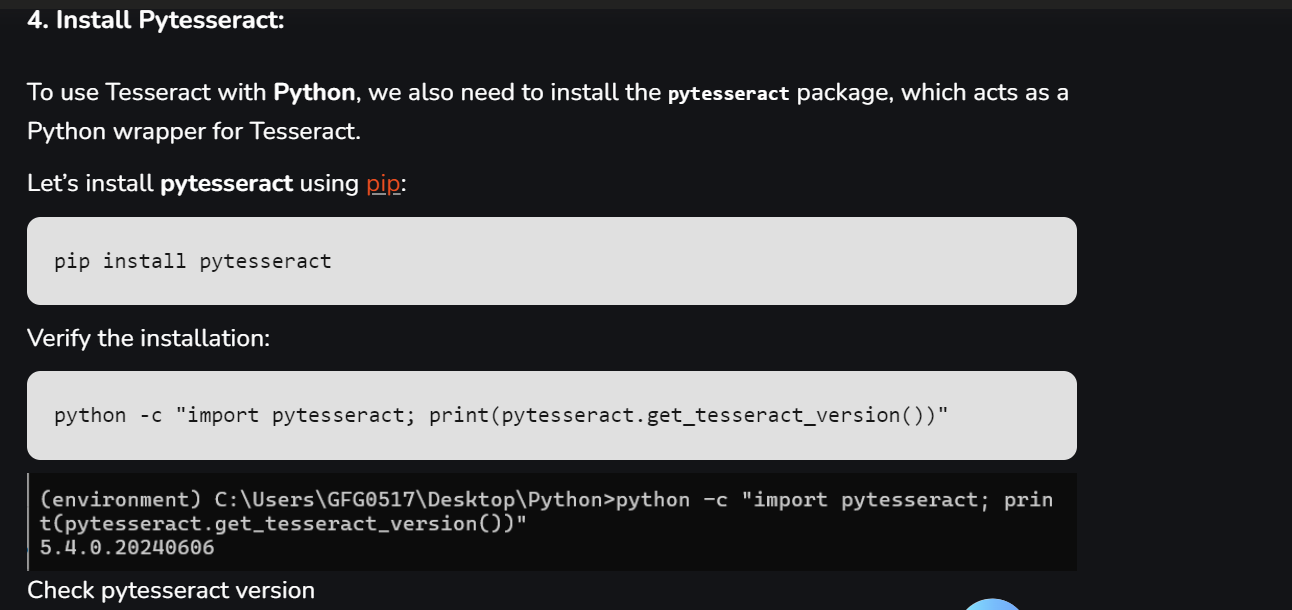 4. Install Pytesseract:
To use Tesseract with Python, we also need to install the pytesseract package, which acts as a
Python wrapper for Tesseract.
Let’s install pytesseract using pip:
pip install pytesseract
Verify the installation:
python -c "import pytesseract; print(pytesseract.get_tesseract_version())"
(environment) C:\Users\GFG0517\Desktop\Python>python -c "import pytesseract; prin
t(pytesseract.get_tesseract_version())"
5.4.0.20240606
Check pytesseract version